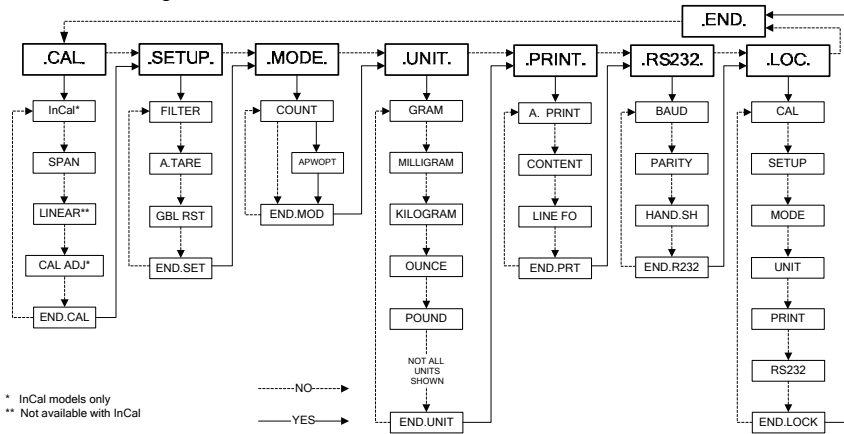 .END.
.CAL.
.SETUP.
.MODE.
.UNIT.
.PRINT.
.RS232.
.LOC.
InCal*
SPAN
LINEAR**
CAL ADJ*
END.CAL
FILTER
A.TARE
GBL RST
END.SET
COUNT
APWOPT
END.MOD
GRAM
MILLIGRAM
KILOGRAM
OUNCE
POUND
NOT ALL
UNITS
SHOWN
END.UNIT
A. PRINT
CONTENT
LINE FO
END.PRT
BAUD
PARITY
HAND.SH
END.R232
CAL
SETUP
MODE
UNIT
PRINT
RS232
END.LOCK
NO
YES
* InCal models only
** Not available with InCal